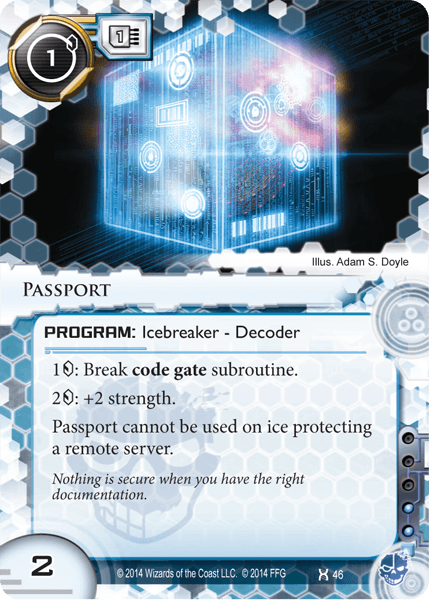 1
1
Illus. Adam S. Doyle
PASSPORT
PROGRAM: Icebreaker - Decoder
1: Break code gate subroutine.
2: +2 strength.
Passport cannot be used on ice protecting
a remote server.
Nothing is secure when you have the right
documentation.
2
© 2014 Wizards of the Coast LLC. © 2014 FFG
46